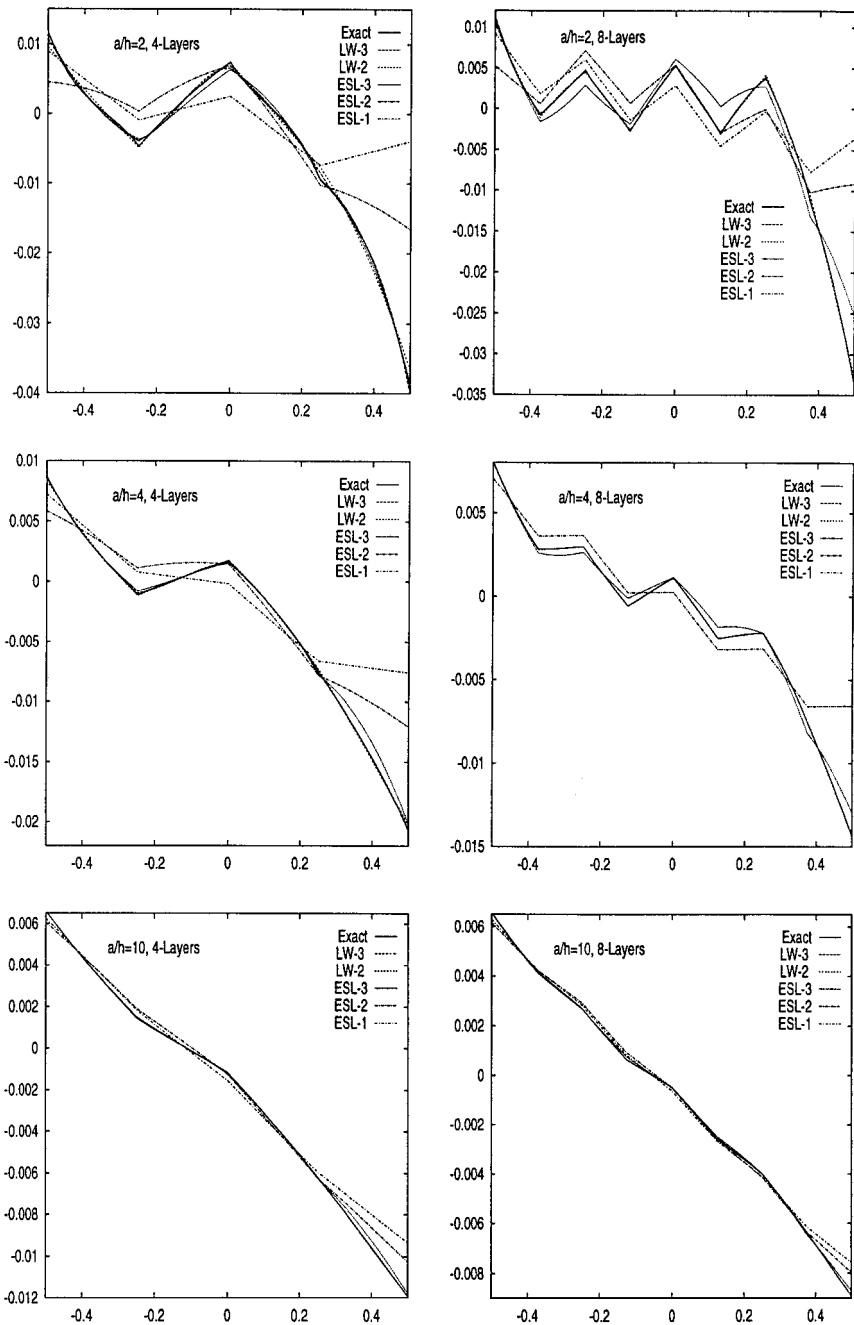 0.01
0
-0.01
-0.02
-0.03
-0.04
-0.4
-0.2
0
0.2
0.4
a/h=2, 4-Layers
Exact
LW-3
LW-2
ESL-3
ESL-2
ESL-1
0.01
0.005
0
-0.005
-0.01
-0.015
-0.02
-0.025
-0.03
-0.035
-0.4
-0.2
0
0.2
0.4
a/h=2, 8-Layers
Exact
LW-3
LW-2
ESL-3
ESL-2
ESL-1
0.01
0.005
0
-0.005
-0.01
-0.015
-0.02
-0.4
-0.2
0
0.2
0.4
a/h=4, 4-Layers
Exact
LW-3
LW-2
ESL-3
ESL-2
ESL-1
0.005
0
-0.005
-0.01
-0.015
-0.4
-0.2
0
0.2
0.4
a/h=4, 8-Layers
Exact
LW-3
LW-2
ESL-3
ESL-2
ESL-1
0.006
0.004
0.002
0
-0.002
-0.004
-0.006
-0.008
-0.01
-0.012
-0.4
-0.2
0
0.2
0.4
a/h=10, 4-Layers
Exact
LW-3
LW-2
ESL-3
ESL-2
ESL-1
0.006
0.004
0.002
0
-0.002
-0.004
-0.006
-0.008
-0.4
-0.2
0
0.2
0.4
a/h=10, 8-Layers
Exact
LW-3
LW-2
ESL-3
ESL-2
ESL-1